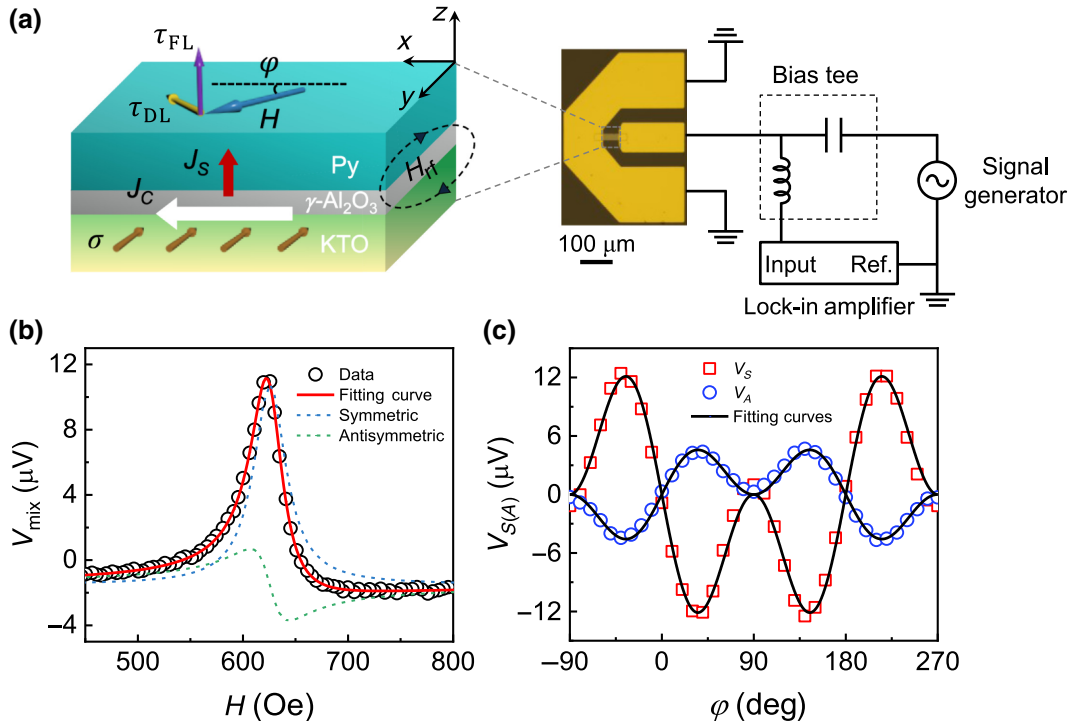 (a)
z
x
y
τFL
φ
τDL
H
Py
JS
Hrf
JC
γ-Al2O3
σ
KTO
100 μm
Bias tee
Signal
generator
Input Ref.
Lock-in amplifier
(b)
12
8
4
0
−4
Vmix (μV)
Data
Fitting curve
Symmetric
Antisymmetric
500 600 700 800
H (Oe)
(c)
12
6
0
−6
−12
VS(A) (μV)
VS
VA
Fitting curves
−90 0 90 180 270
φ (deg)